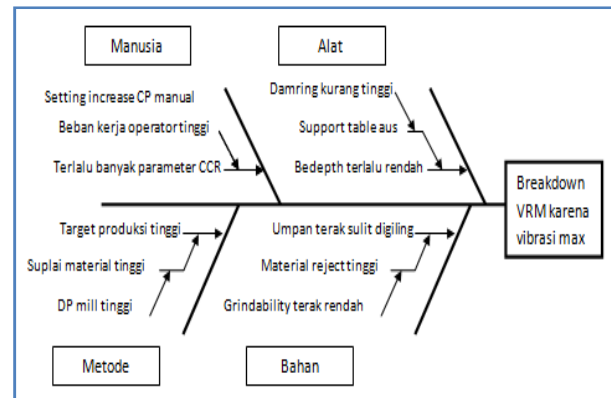 Manusia
Alat
Setting increase CP manual
Beban kerja operator tinggi
Terlalu banyak parameter CCR
Damring kurang tinggi
Support table aus
Bedepth terlalu rendah
Breakdown
VRM karena
vibrasi max
Target produksi tinggi
Suplai material tinggi
DP mill tinggi
Umpan terak sulit digiling
Material reject tinggi
Grindability terak rendah
Metode
Bahan